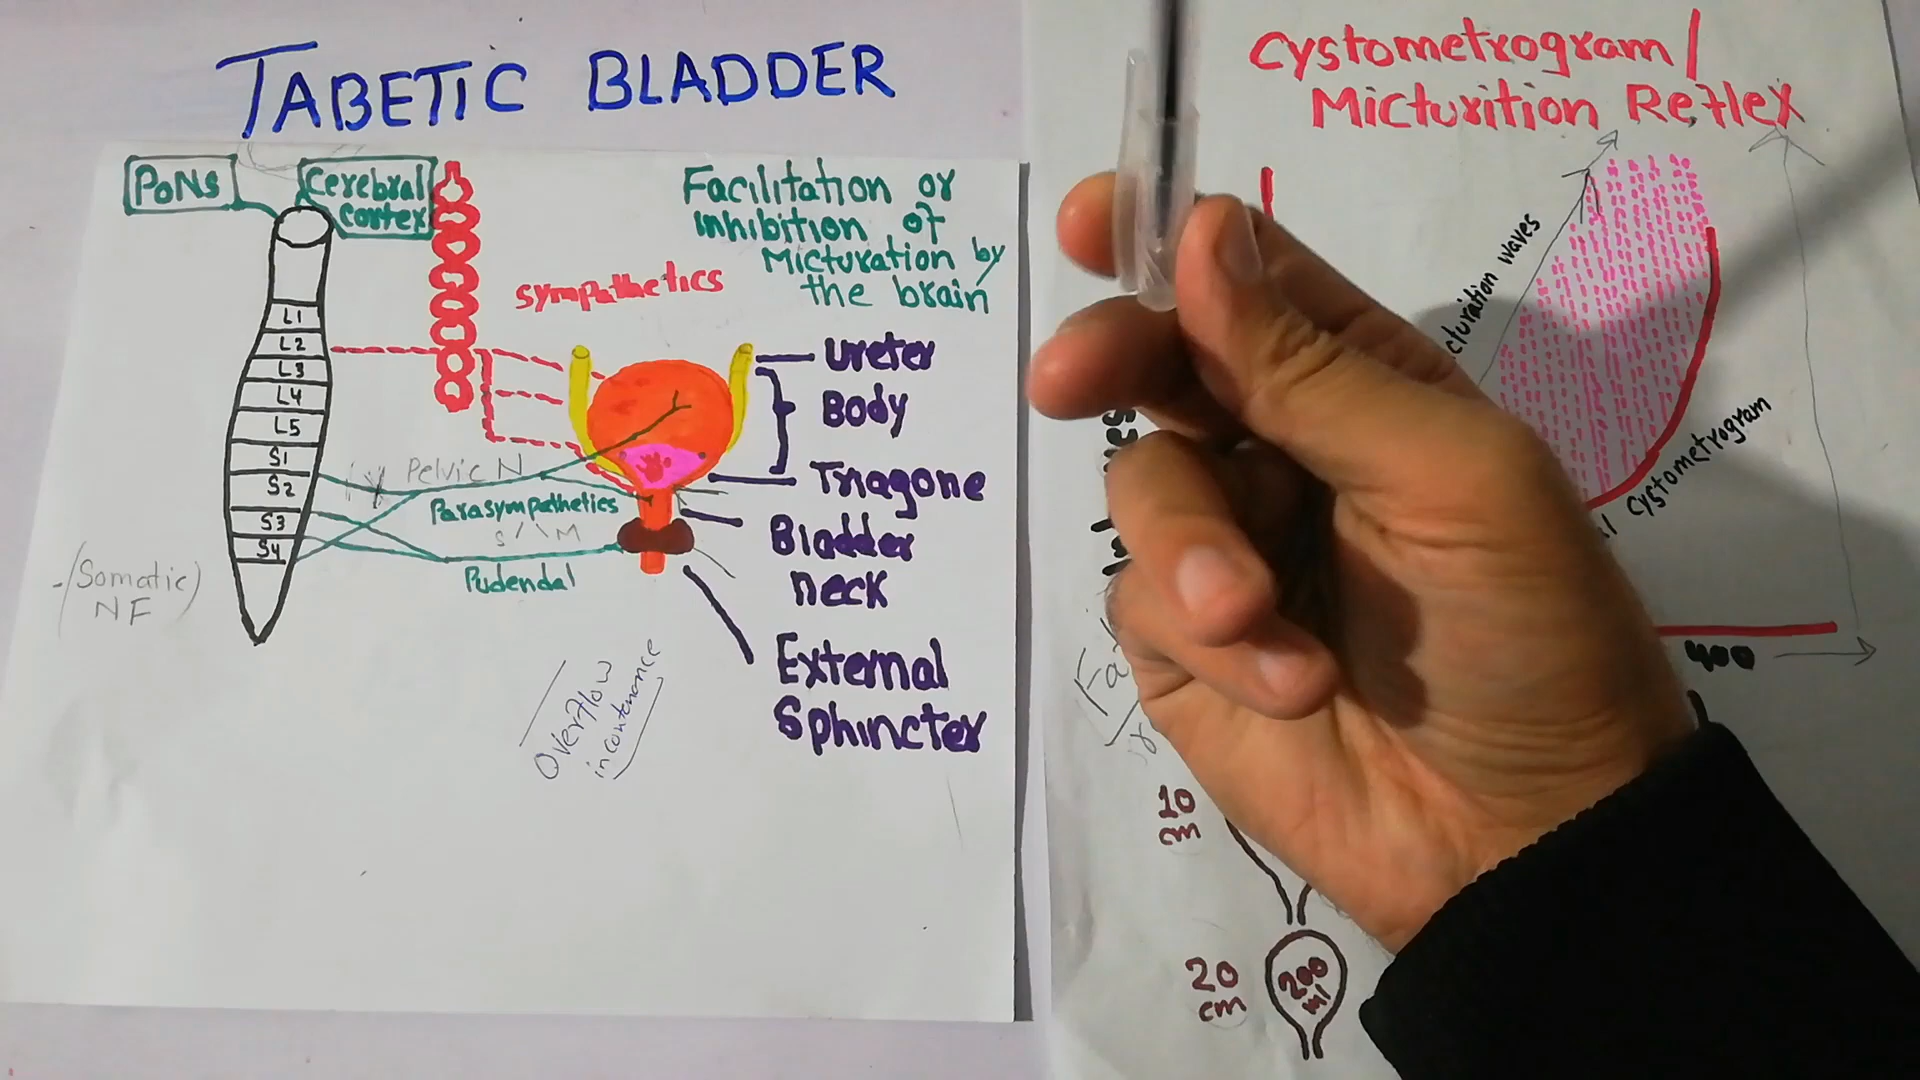 TABETIC BLADDER
PONS
Cerebral
cortex
Facilitation or
inhibition of
Micturation by
the brain
sympathetics
L1
L2
L3
L4
L5
S1
S2
S3
S4
Pelvic N
Parasympathetics
S / \ M
Pudendal
(Somatic)
NF
Ureter
Body
Triagone
Bladder
neck
External
Sphincter
Overflow
incontenance
Cystometrogram/
Micturition Reflex
waves
Cystometrogram
400
10
cm
20
cm
200
ml